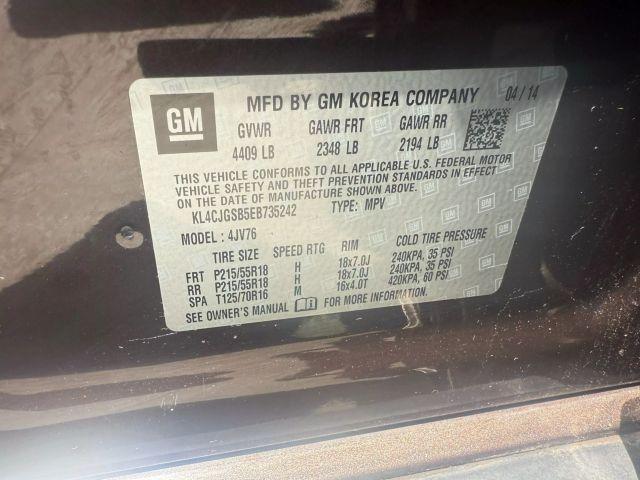 GM MFD BY GM KOREA COMPANY 04/14
GVWR GAWR FRT GAWR RR
4409 LB 2348 LB 2194 LB
THIS VEHICLE CONFORMS TO ALL APPLICABLE U.S. FEDERAL MOTOR
VEHICLE SAFETY AND THEFT PREVENTION STANDARDS IN EFFECT
ON THE DATE OF MANUFACTURE SHOWN ABOVE.
KL4CJGSB5EB735242 TYPE: MPV
MODEL: 4JV76
TIRE SIZE SPEED RTG RIM COLD TIRE PRESSURE
FRT P215/55R18 H 18x7.0J 240KPA, 35 PSI
RR P215/55R18 H 18x7.0J 240KPA, 35 PSI
SPA T125/70R16 M 16x4.0T 420KPA, 60 PSI
SEE OWNER'S MANUAL FOR MORE INFORMATION.